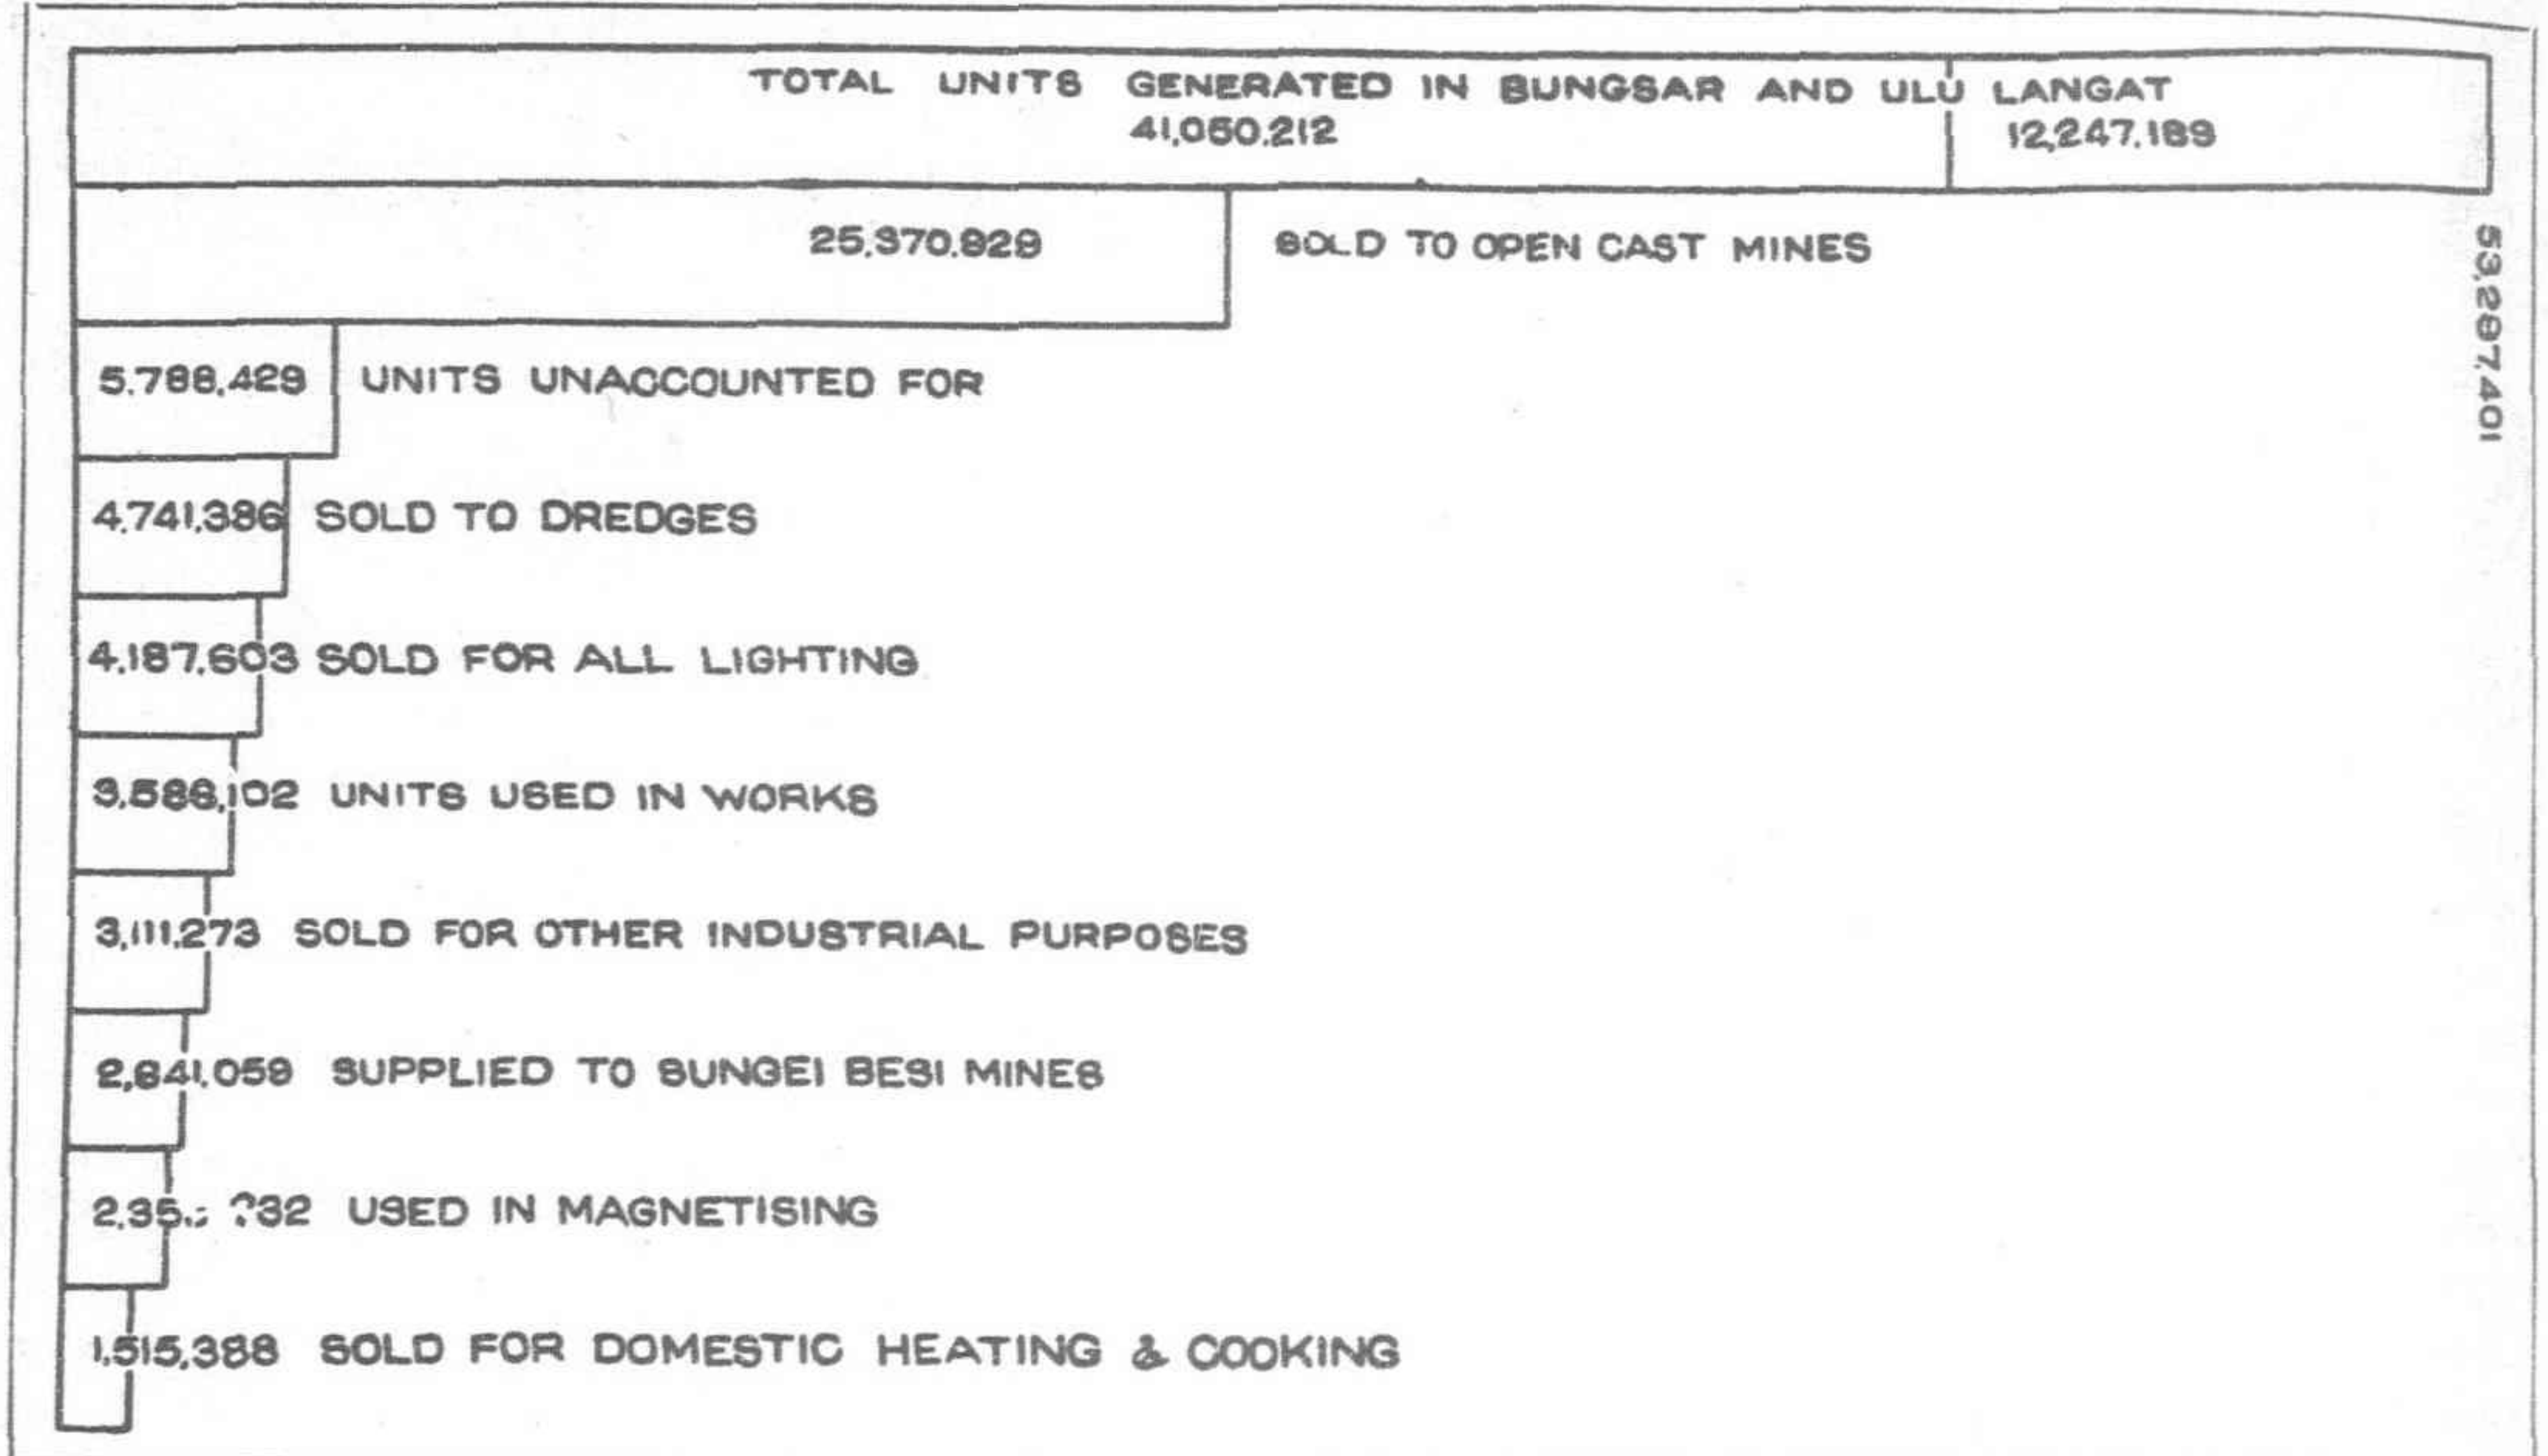 TOTAL UNITS GENERATED IN BUNGSAR AND ULU LANGAT
41,050.212 12,247.189
25,370.929 SOLD TO OPEN CAST MINES
53,297,401
5,788,429 UNITS UNACCOUNTED FOR
4,741,386 SOLD TO DREDGES
4,187,603 SOLD FOR ALL LIGHTING
3,588,102 UNITS USED IN WORKS
3,111,273 SOLD FOR OTHER INDUSTRIAL PURPOSES
2,641,059 SUPPLIED TO SUNGEI BESI MINES
USED IN MAGNETISING
1,515,388 SOLD FOR DOMESTIC HEATING & COOKING